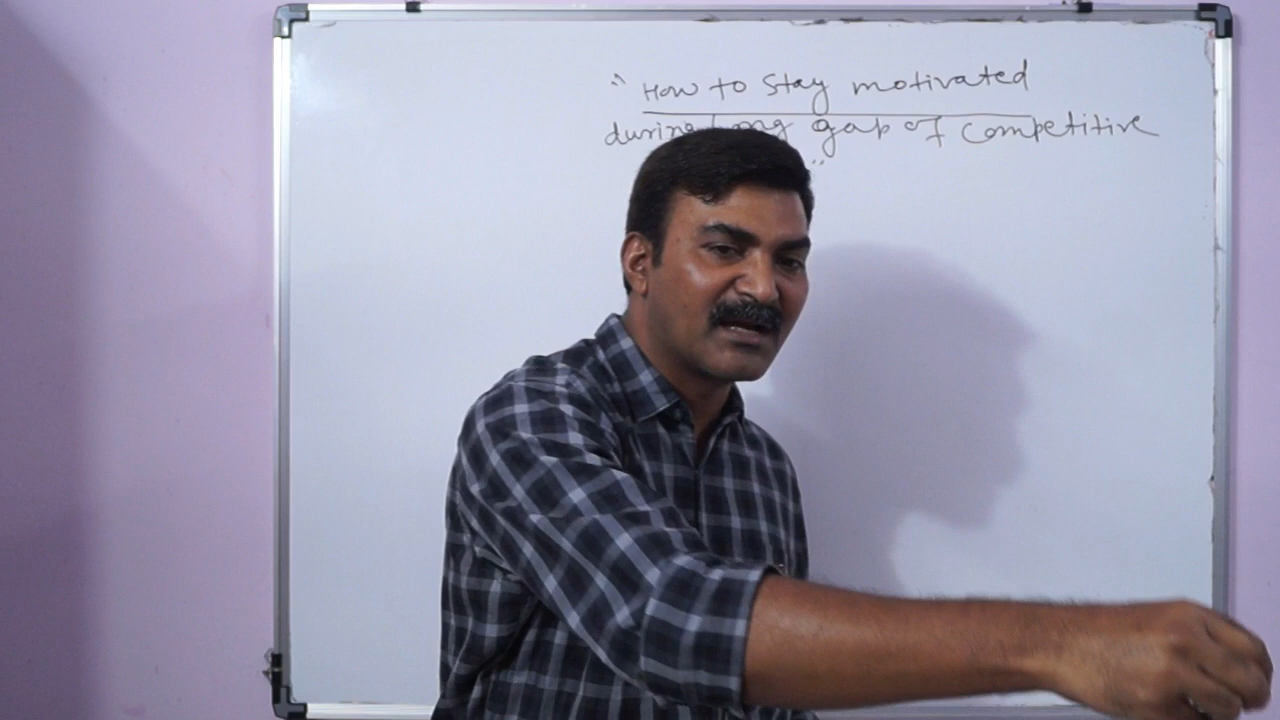 " How to stay motivated
during long gap of competitive
"